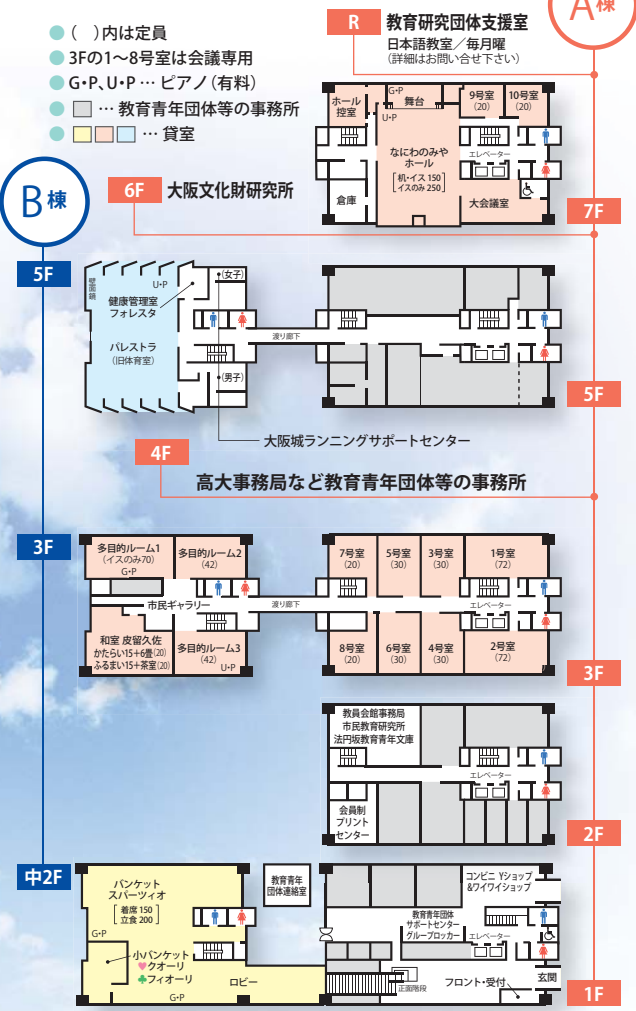 ( )内は定員
3Fの1〜8号室は会議専用
G・P、U・P … ピアノ(有料)
… 教育青年団体等の事務所
… 貸室
A棟
R 教育研究団体支援室
日本語教室／毎月曜
(詳細はお問い合せ下さい)
ホール
控室
G・P
舞台
U・P
9号室
(20)
10号室
(20)
エレベーター
なにわのみや
ホール
机・イス 150
イスのみ 250
倉庫
大会議室
7F
B棟
6F 大阪文化財研究所
5F
壁面鏡
U・P
(女子)
健康管理室
フォレスタ
パレストラ
(旧体育室)
(男子)
渡り廊下
5F
大阪城ランニングサポートセンター
4F
高大事務局など教育青年団体等の事務所
3F
多目的ルーム1
(イスのみ70)
G・P
多目的ルーム2
(42)
市民ギャラリー
和室 皮留久佐
かたらい15+6畳(20)
ふるまい15+茶室(20)
多目的ルーム3
(42)
U・P
渡り廊下
7号室
(20)
5号室
(30)
3号室
(30)
1号室
(72)
エレベーター
8号室
(20)
6号室
(30)
4号室
(30)
2号室
(72)
3F
教員会館事務局
市民教育研究所
法円坂教育青年文庫
エレベーター
会員制
プリント
センター
2F
中2F
バンケット
スパーツィオ
着席 150
立食 200
G・P
小バンケット
♥クオーリ
♣フィオーリ
ロビー
G・P
教育青年
団体連絡室
コンビニ Yショップ
&ワイワイショップ
教育青年団体
サポートセンター
グループロッカー
エレベーター
正面階段
フロント・受付
玄関
1F